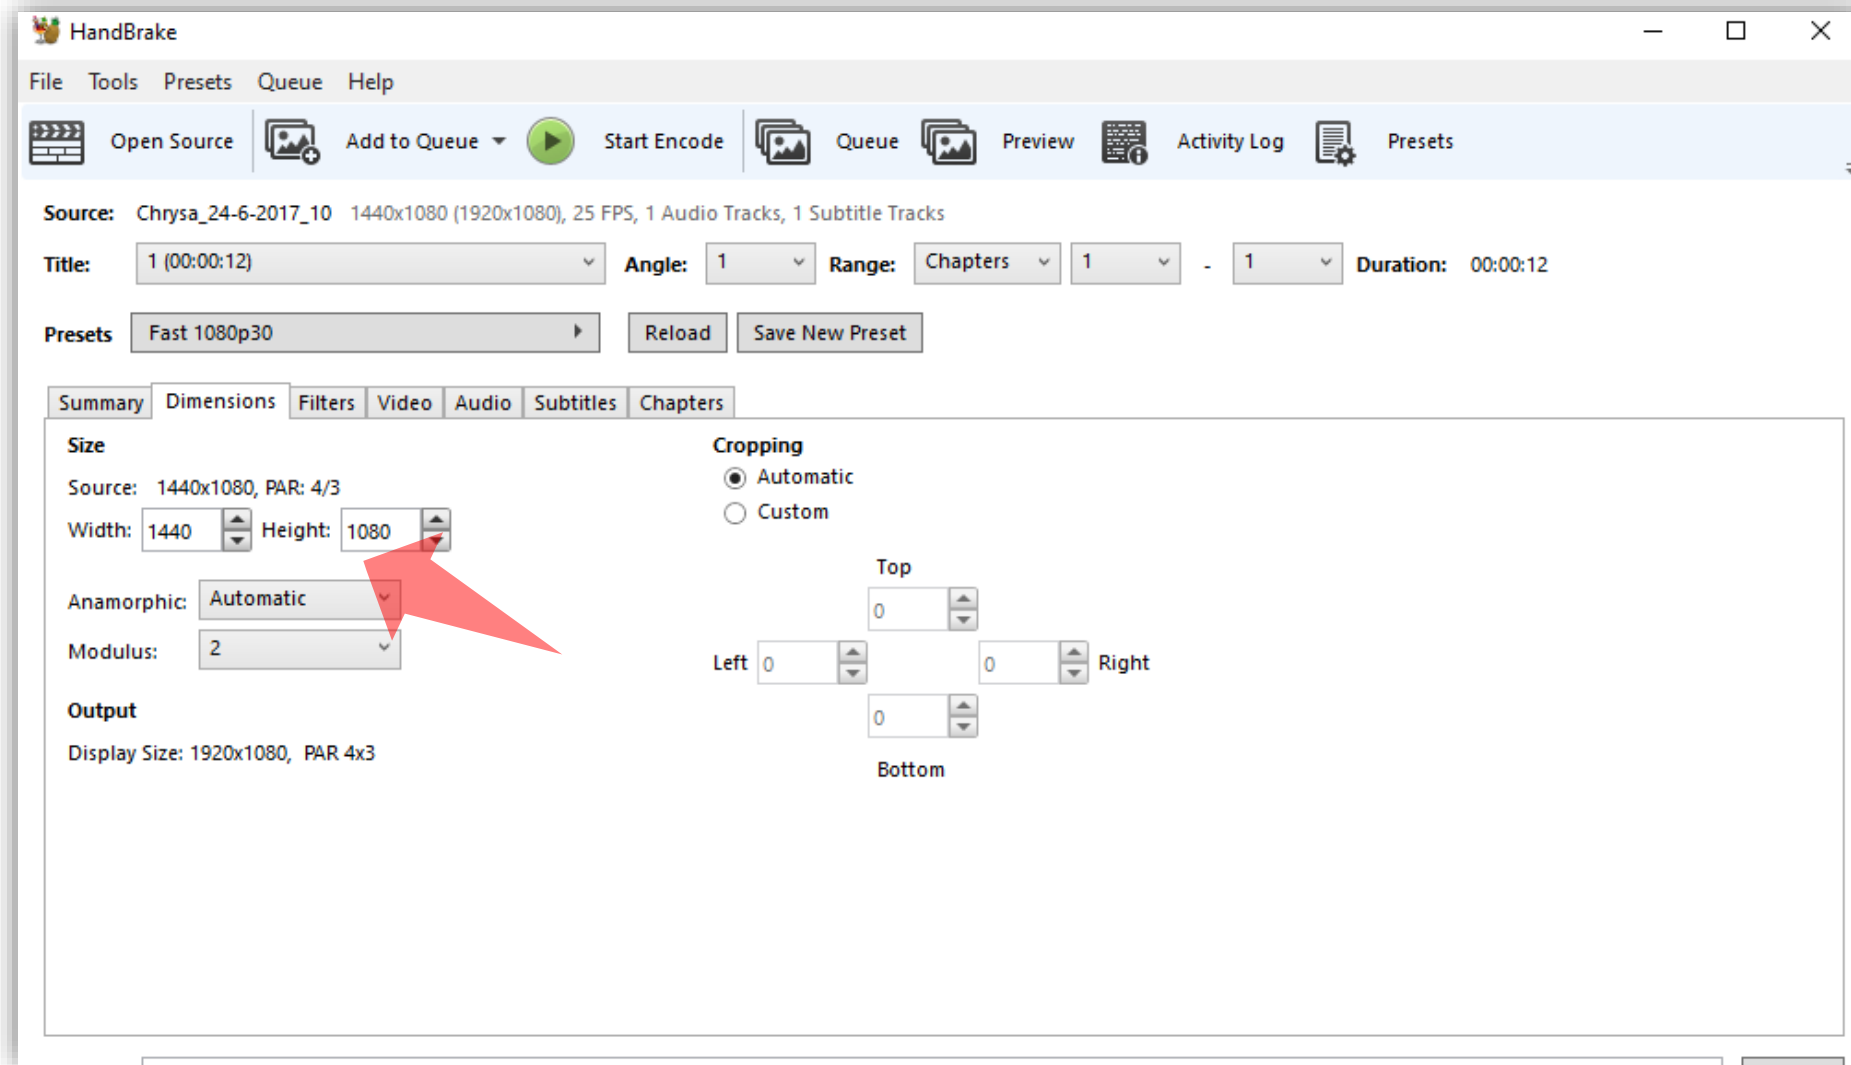 HandBrake
File Tools Presets Queue Help
Open Source Add to Queue Start Encode Queue Preview Activity Log Presets
Source: Chrysa_24-6-2017_10 1440x1080 (1920x1080), 25 FPS, 1 Audio Tracks, 1 Subtitle Tracks
Title: 1 (00:00:12) Angle: 1 Range: Chapters 1 - 1 Duration: 00:00:12
Presets Fast 1080p30 Reload Save New Preset
Summary Dimensions Filters Video Audio Subtitles Chapters
Size
Source: 1440x1080, PAR: 4/3
Width: 1440 Height: 1080
Anamorphic: Automatic
Modulus: 2
Output
Display Size: 1920x1080, PAR 4x3
Cropping
Automatic
Custom
Top
0
Left 0 0 Right
0
Bottom